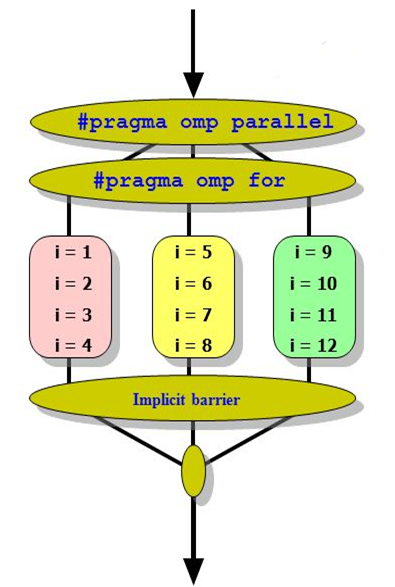 #pragma omp parallel
#pragma omp for
i = 1
i = 2
i = 3
i = 4
i = 5
i = 6
i = 7
i = 8
i = 9
i = 10
i = 11
i = 12
Implicit barrier